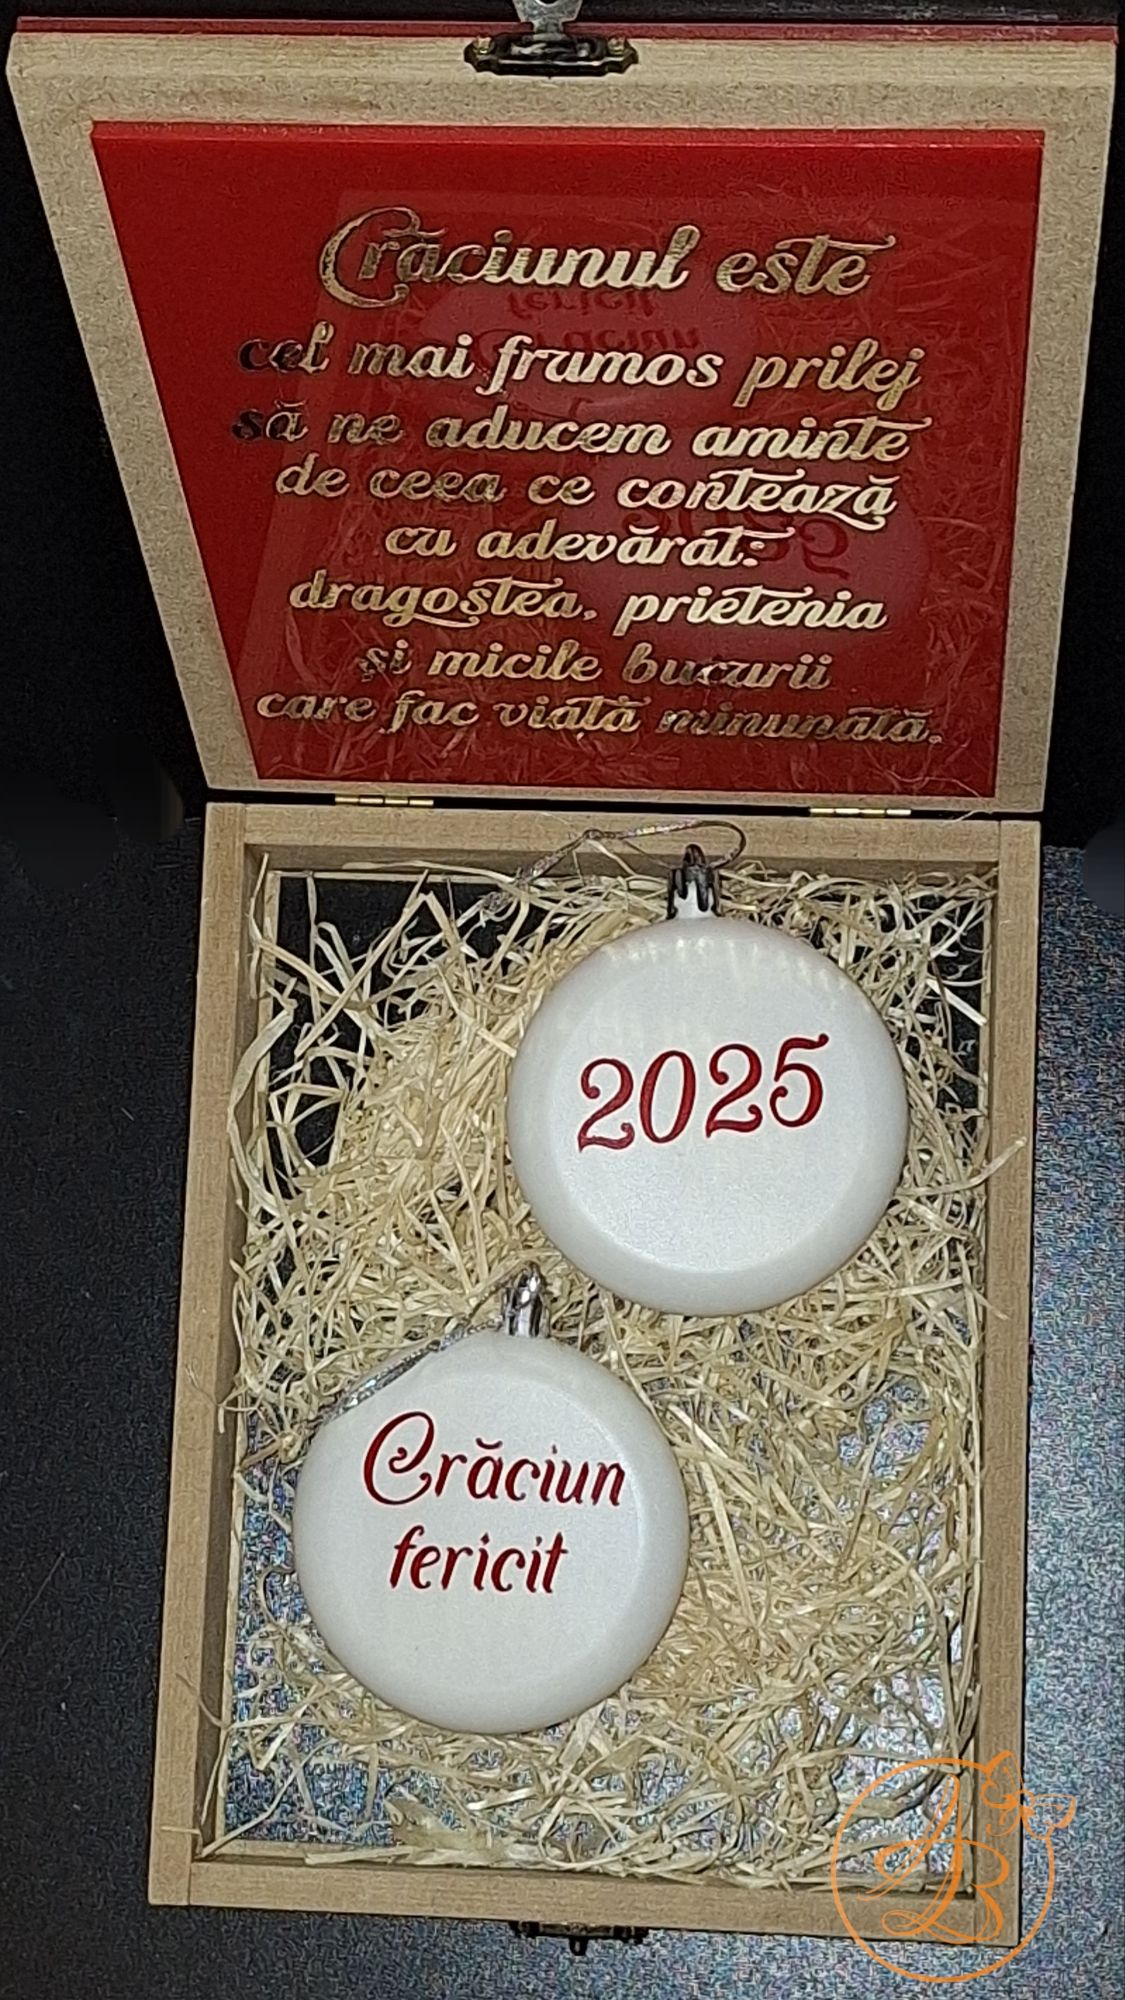 Crăciunul este
cel mai frumos prilej
să ne aducem aminte
de ceea ce contează
cu adevărat:
dragostea, prietenia
și micile bucurii
care fac viață minunată.
2025
Crăciun
fericit